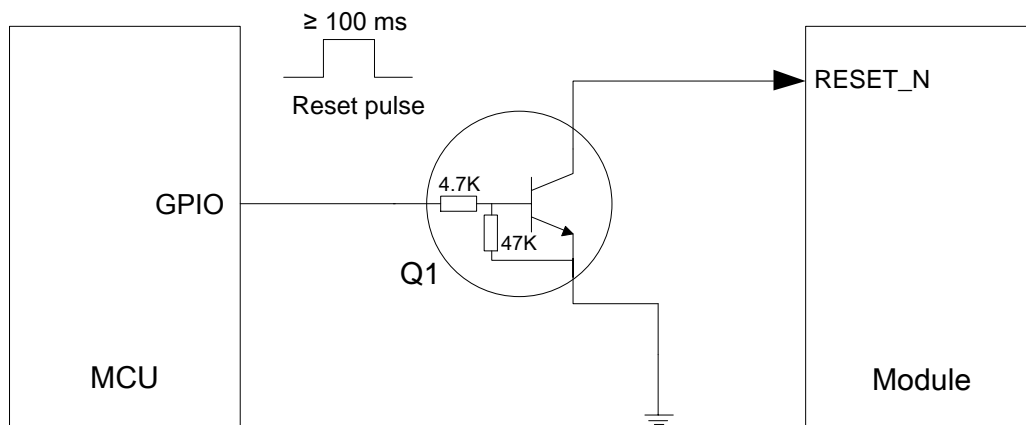 ≥ 100 ms
Reset pulse
RESET_N
4.7K
GPIO
47K
Q1
MCU
Module